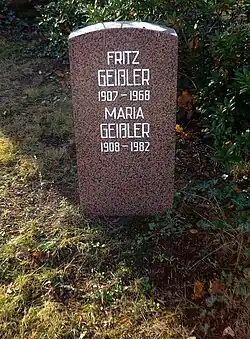 FRITZ
GEIẞLER
1907 – 1968
MARIA
GEIẞLER
1908 – 1982